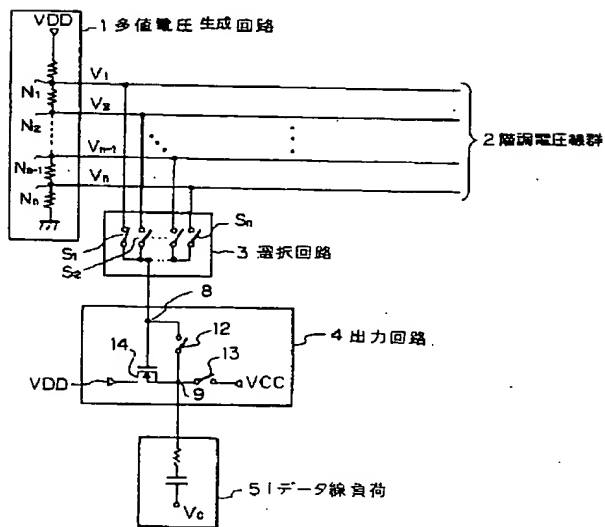 VDD
1 多値電圧生成回路
V1
N1
V2
N2
Vn-1
Nn-1
Vn
Nn
2 階調電圧線群
S1
S2
Sn
3 選択回路
8
12
4 出力回路
14
13
VDD
9
VCC
51 データ線負荷
Vc